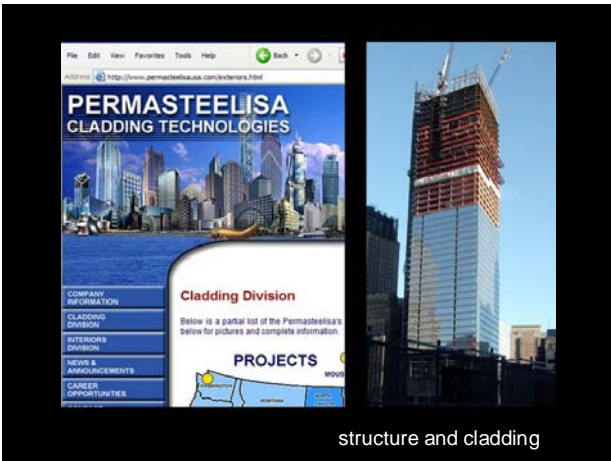 File Edit View Favorites Tools Help Back
Address http://www.permasteelisausa.com/exteriors.html
PERMASTEELISA
CLADDING TECHNOLOGIES
COMPANY
INFORMATION
CLADDING
DIVISION
INTERIORS
DIVISION
NEWS &
ANNOUNCEMENTS
CAREER
OPPORTUNITIES
Cladding Division
Below is a partial list of the Permasteelisa's
below for pictures and complete information.
PROJECTS
MOUS
WASHINGTON
MONTANA
NORTH
structure and cladding